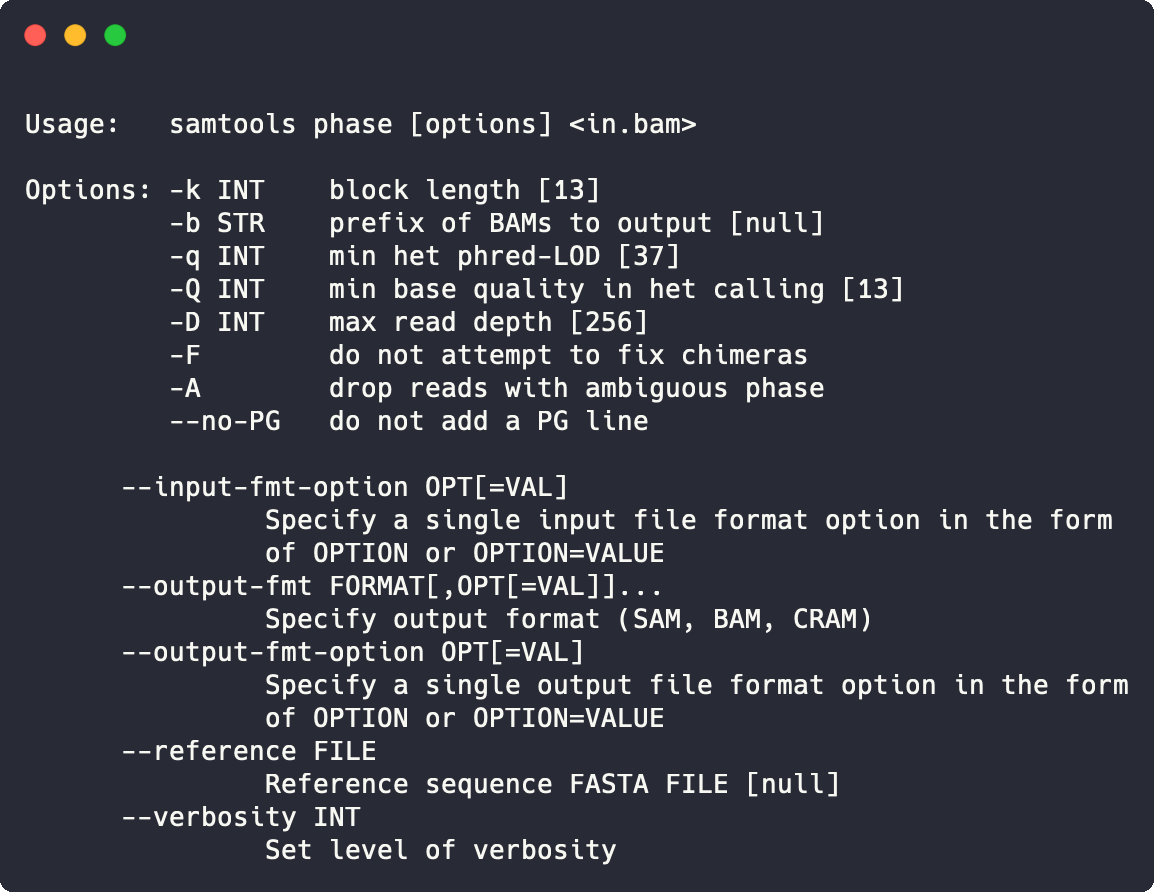 Usage:   samtools phase [options] <in.bam>

Options: -k INT    block length [13]
         -b STR    prefix of BAMs to output [null]
         -q INT    min het phred-LOD [37]
         -Q INT    min base quality in het calling [13]
         -D INT    max read depth [256]
         -F        do not attempt to fix chimeras
         -A        drop reads with ambiguous phase
         --no-PG   do not add a PG line

      --input-fmt-option OPT[=VAL]
               Specify a single input file format option in the form
               of OPTION or OPTION=VALUE
      --output-fmt FORMAT[,OPT[=VAL]]...
               Specify output format (SAM, BAM, CRAM)
      --output-fmt-option OPT[=VAL]
               Specify a single output file format option in the form
               of OPTION or OPTION=VALUE
      --reference FILE
               Reference sequence FASTA FILE [null]
      --verbosity INT
               Set level of verbosity